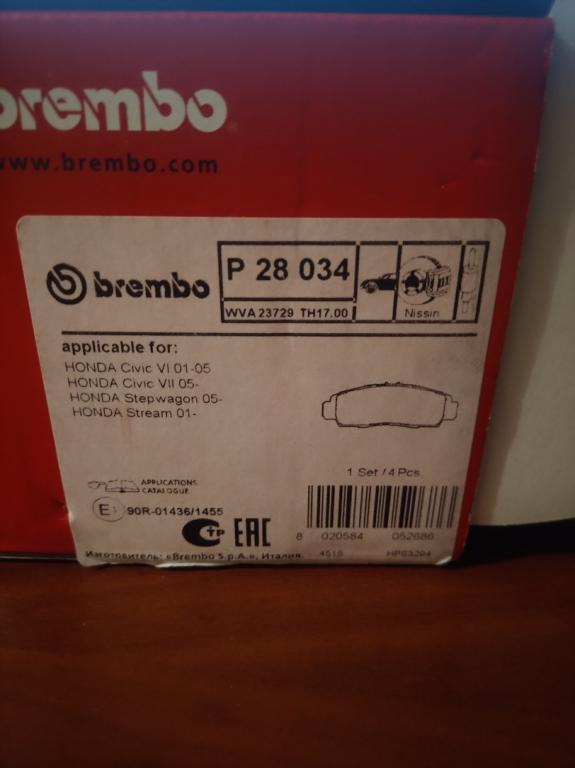 brembo
www.brembo.com
brembo
P 28 034
WVA 23729 TH17.00
Nissin
applicable for:
HONDA Civic VI 01-05
HONDA Civic VII 05-
HONDA Stepwagon 05-
HONDA Stream 01-
1 Set / 4 Pcs
APPLICATIONS
CATALOGUE
E
90R-01436/1455
СТР EAC
8 020584 052686
Изготовитель: «Brembo S.p.A.», Италия.
4515